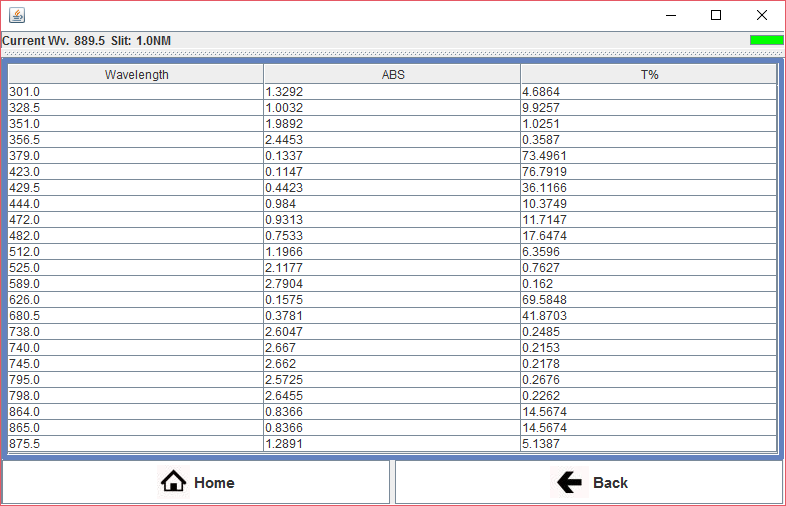 Current Wv. 889.5 Slit: 1.0NM
Wavelength ABS T%
301.0 1.3292 4.6864
328.5 1.0032 9.9257
351.0 1.9892 1.0251
356.5 2.4453 0.3587
379.0 0.1337 73.4961
423.0 0.1147 76.7919
429.5 0.4423 36.1166
444.0 0.984 10.3749
472.0 0.9313 11.7147
482.0 0.7533 17.6474
512.0 1.1966 6.3596
525.0 2.1177 0.7627
589.0 2.7904 0.162
626.0 0.1575 69.5848
680.5 0.3781 41.8703
738.0 2.6047 0.2485
740.0 2.667 0.2153
745.0 2.662 0.2178
795.0 2.5725 0.2676
798.0 2.6455 0.2262
864.0 0.8366 14.5674
865.0 0.8366 14.5674
875.5 1.2891 5.1387
Home Back